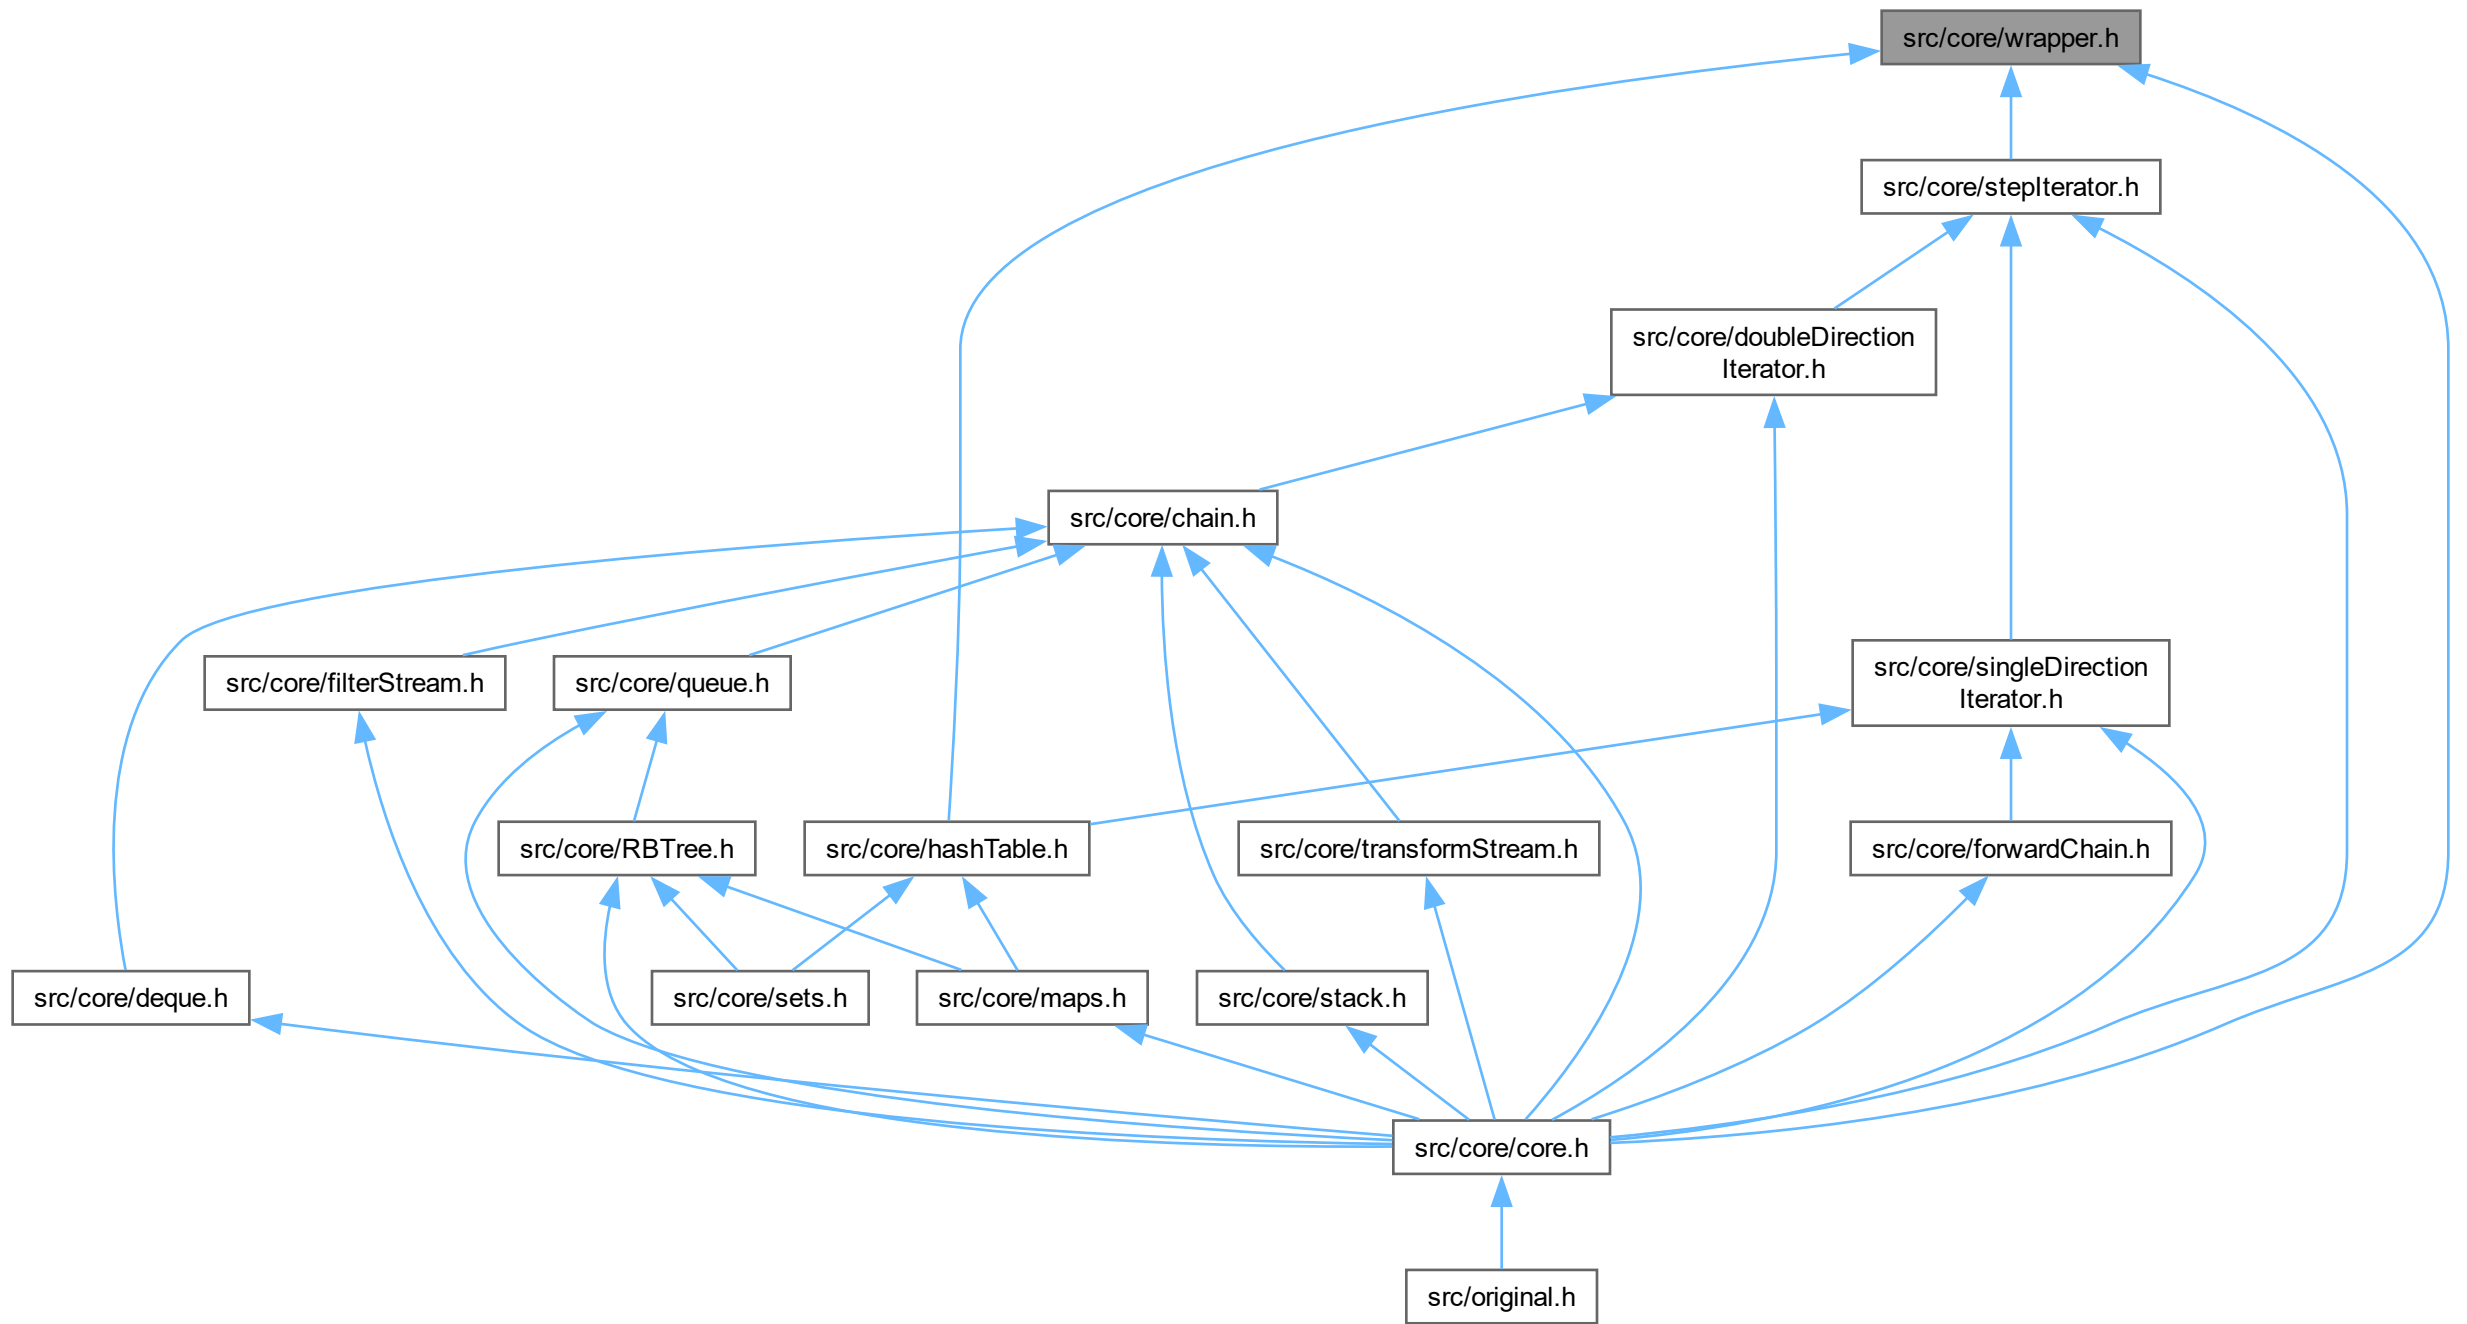 src/core/wrapper.h
src/core/stepIterator.h
src/core/doubleDirection
Iterator.h
src/core/chain.h
src/core/filterStream.h
src/core/queue.h
src/core/singleDirection
Iterator.h
src/core/RBTree.h
src/core/hashTable.h
src/core/transformStream.h
src/core/forwardChain.h
src/core/deque.h
src/core/sets.h
src/core/maps.h
src/core/stack.h
src/core/core.h
src/original.h